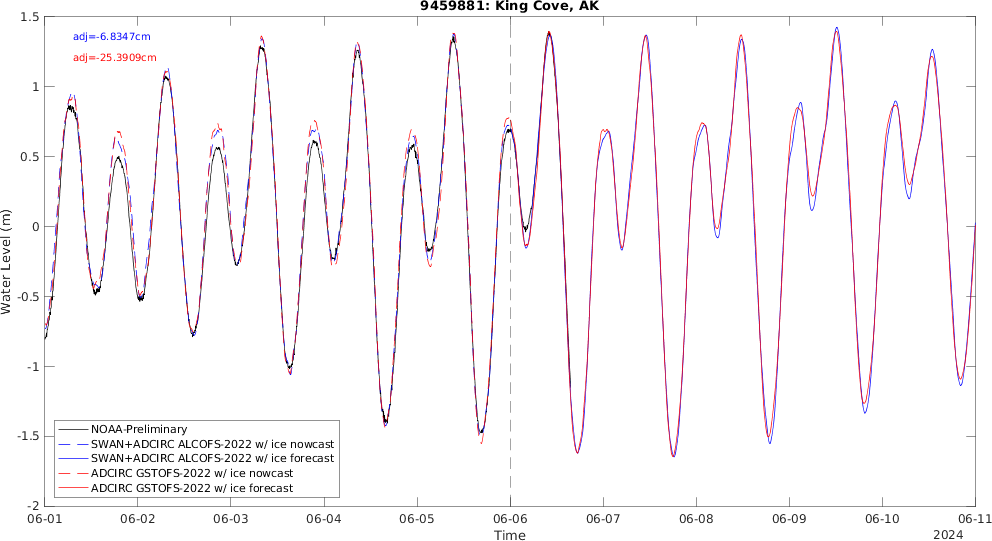 9459881: King Cove, AK
adj=-6.8347cm
adj=-25.3909cm
Water Level (m)
1.5
1
0.5
0
-0.5
-1
-1.5
-2
NOAA-Preliminary
SWAN+ADCIRC ALCOFS-2022 w/ ice nowcast
SWAN+ADCIRC ALCOFS-2022 w/ ice forecast
ADCIRC GSTOFS-2022 w/ ice nowcast
ADCIRC GSTOFS-2022 w/ ice forecast
06-01 06-02 06-03 06-04 06-05 06-06 06-07 06-08 06-09 06-10 06-11
Time
2024